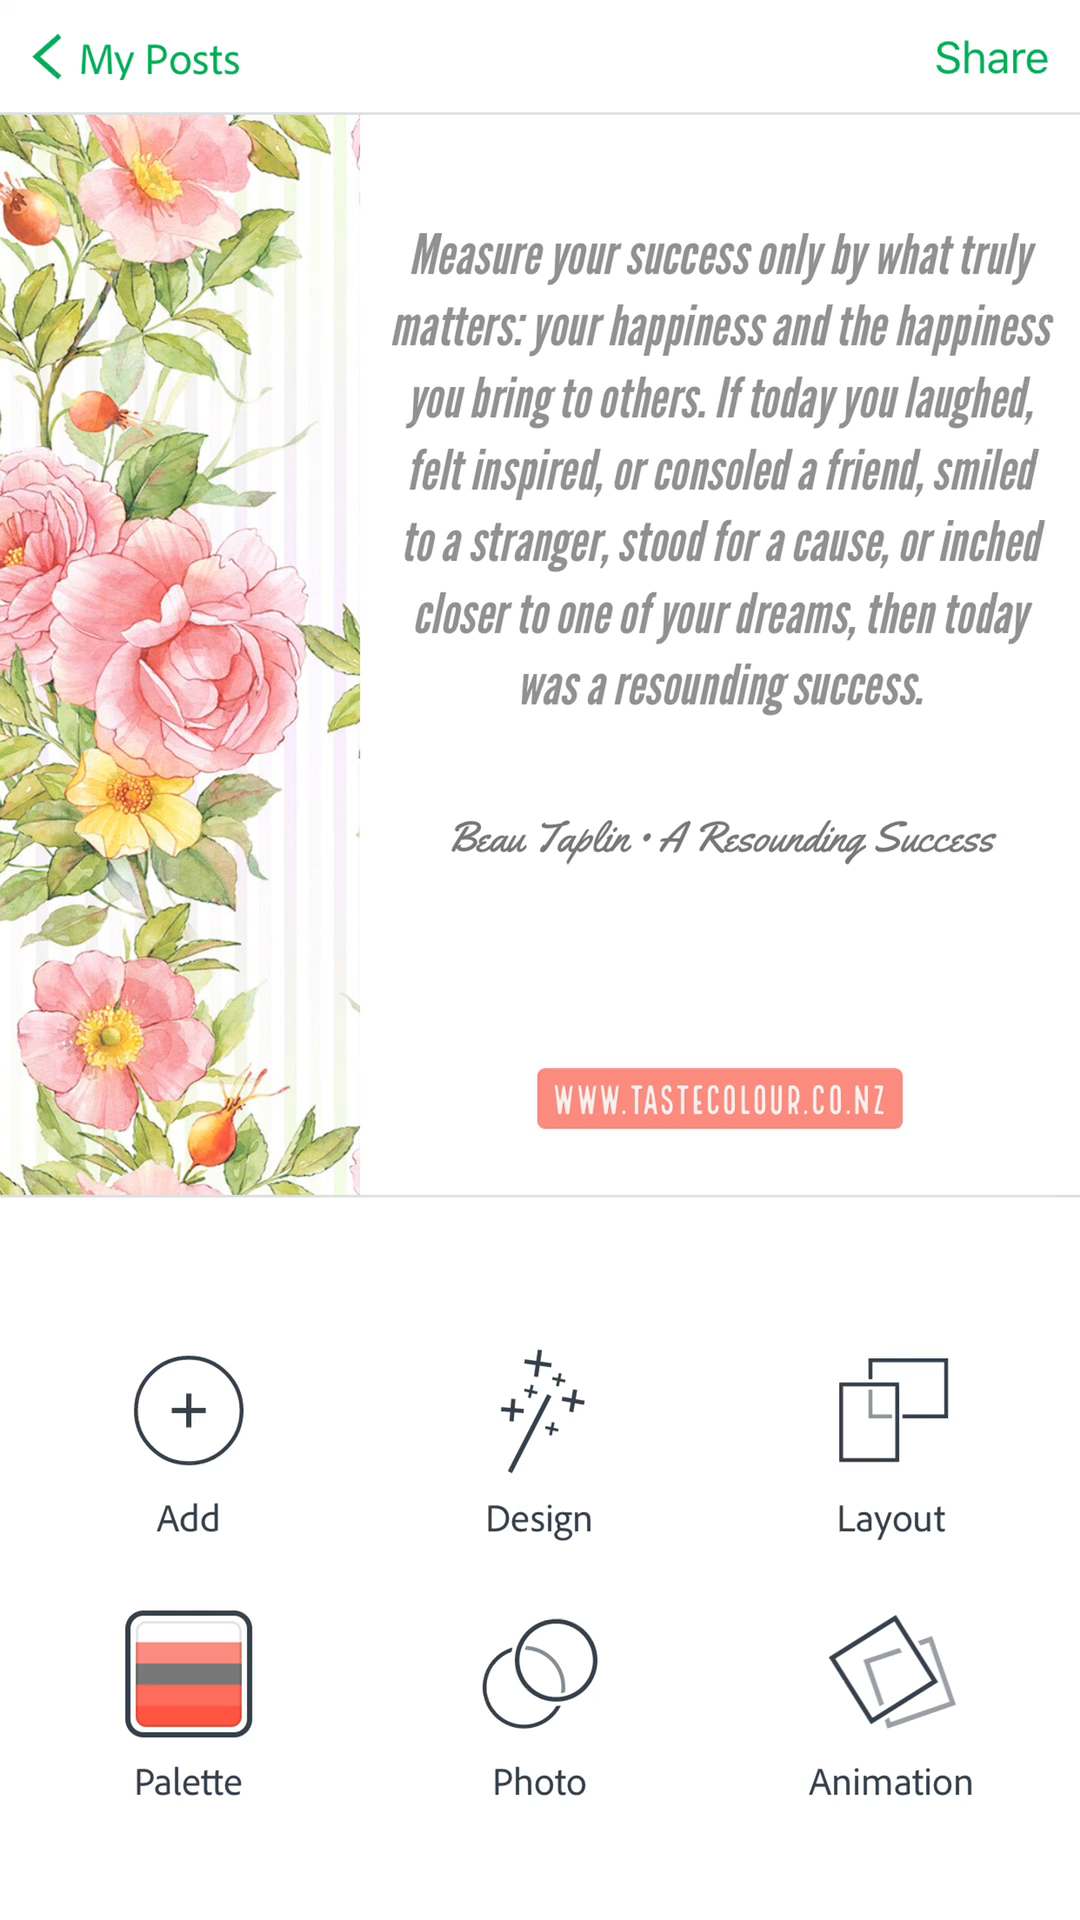 My Posts
Share
Measure your success only by what truly
matters: your happiness and the happiness
you bring to others. If today you laughed,
felt inspired, or consoled a friend, smiled
to a stranger, stood for a cause, or inched
closer to one of your dreams, then today
was a resounding success.
Beau Taplin • A Resounding Success
WWW.TASTECOLOUR.CO.NZ
Add
Design
Layout
Palette
Photo
Animation